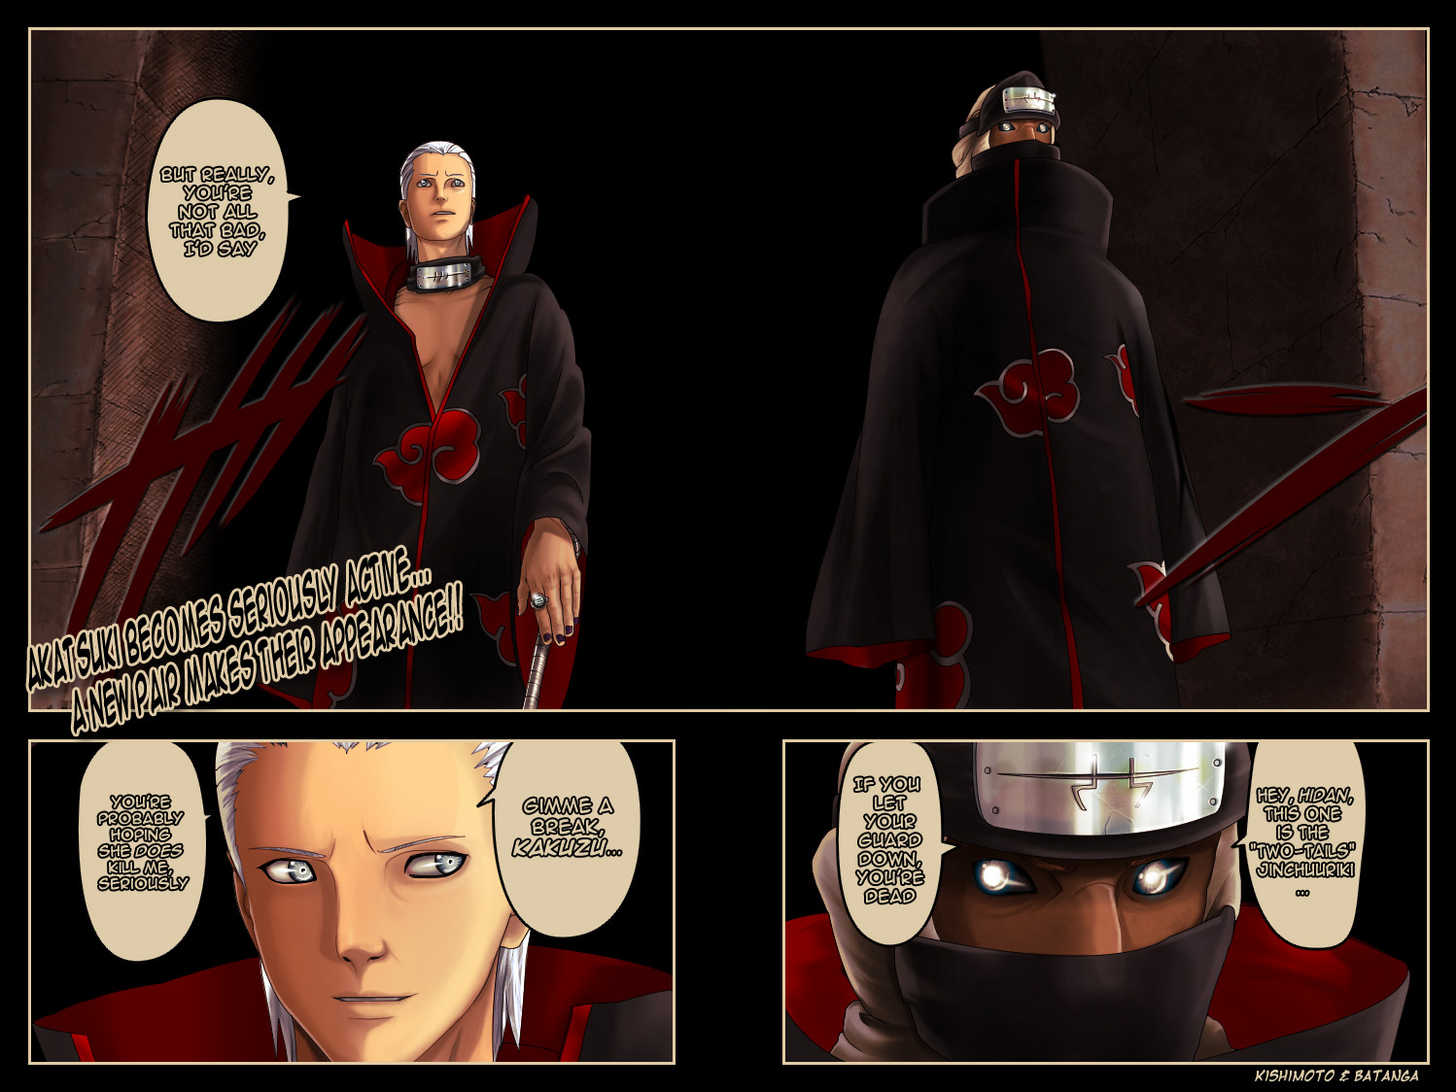 BUT REALLY,
YOU'RE
NOT ALL
THAT BAD,
I'D SAY
AKATSUKI BECOMES SERIOUSLY ACTIVE...
A NEW PAIR MAKES THEIR APPEARANCE!!
HEY, HIDAN,
THIS ONE
IS THE
"TWO-TAILS"
JINCHUURIKI
...
IF YOU
LET
YOUR
GUARD
DOWN,
YOU'RE
DEAD
GIMME A
BREAK,
KAKUZU...
YOU'RE
PROBABLY
HOPING
SHE DOES
KILL ME,
SERIOUSLY
KISHIMOTO & BATANGA